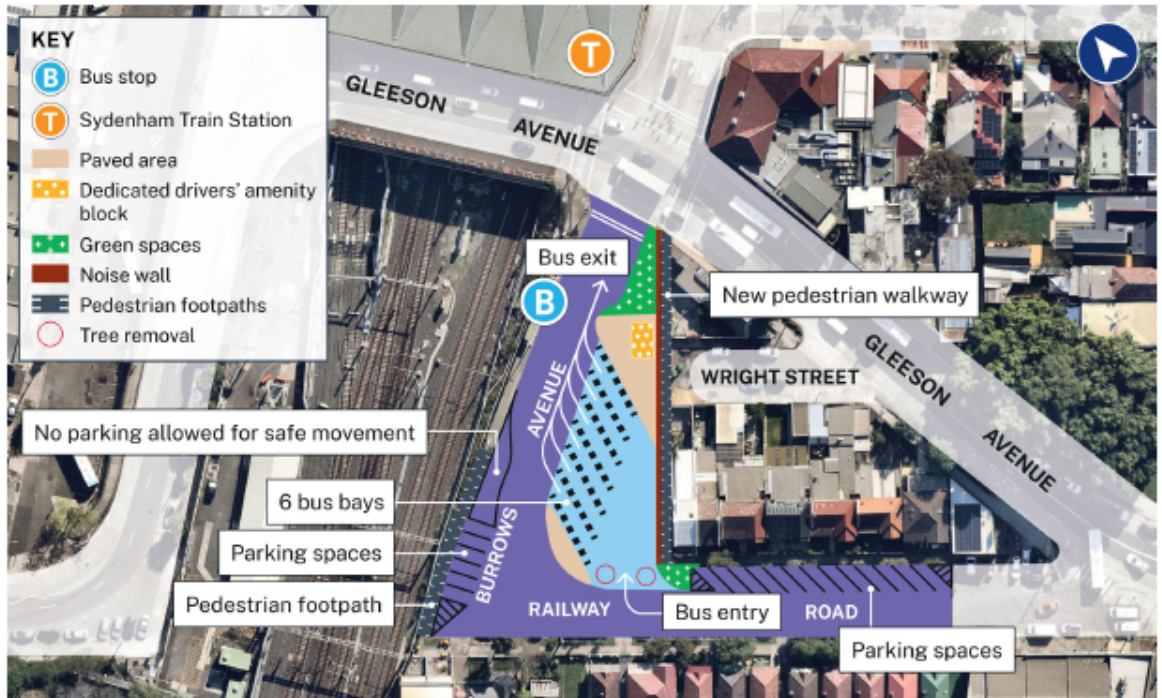 KEY
B Bus stop
T Sydenham Train Station
Paved area
Dedicated drivers' amenity
block
Green spaces
Noise wall
Pedestrian footpaths
Tree removal
T
GLEESON
AVENUE
Bus exit
B
New pedestrian walkway
WRIGHT STREET
GLEESON
AVENUE
AVENUE
No parking allowed for safe movement
6 bus bays
Parking spaces
BURROWS
Pedestrian footpath
RAILWAY
Bus entry
ROAD
Parking spaces